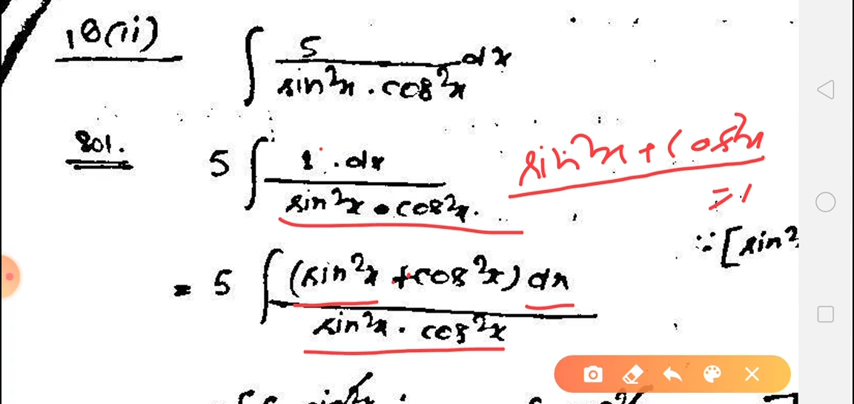 18(ii) ∫ 5/(sin²x . cos²x) dx
sol. 5 ∫ 1 . dx/(sin²x . cos²x.
sin²x + cos²x
= 1
∵ [sin²
= 5 ∫ (sin²x + cos²x) dx/(sin²x . cos²x)